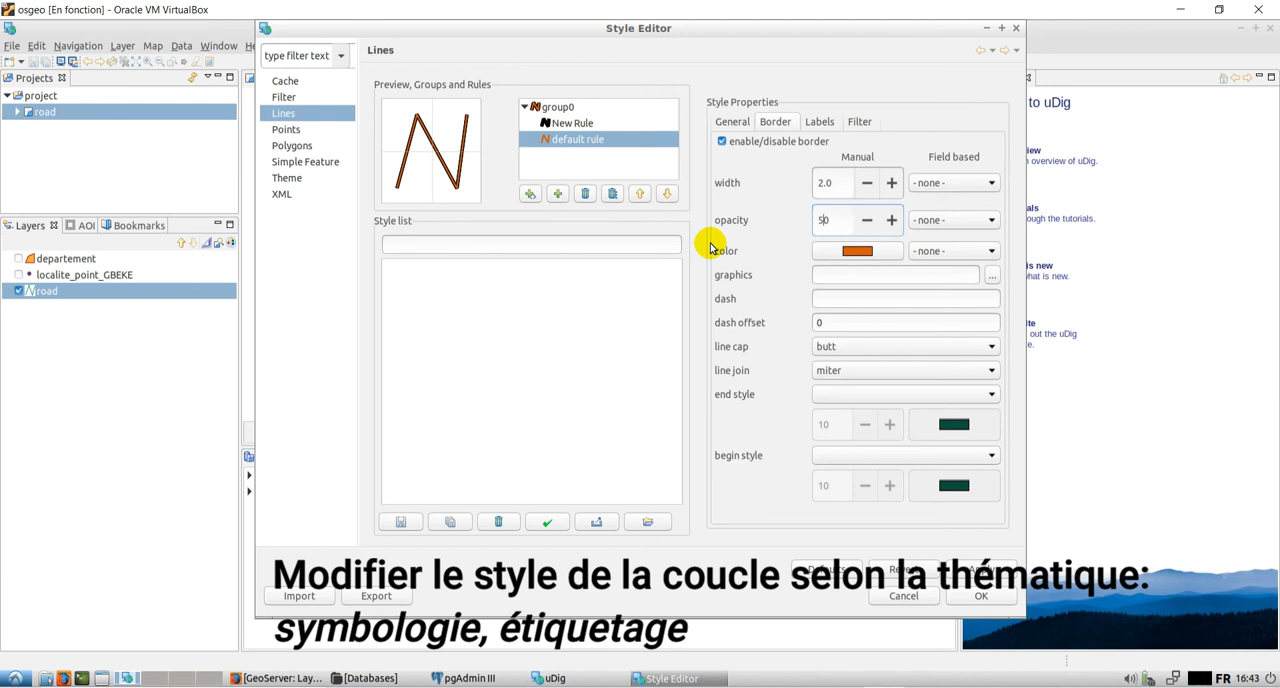 osgeo [En fonction] - Oracle VM VirtualBox
Style Editor
File Edit Navigation Layer Map Data Window He
Projects
project
road
Layers AOI Bookmarks
departement
localite_point_GBEKE
road
type filter text
Cache
Filter
Lines
Points
Polygons
Simple Feature
Theme
XML
Lines
Preview, Groups and Rules
group0
New Rule
default rule
Style list
Style Properties
General Border Labels Filter
enable/disable border
Manual Field based
width 2.0 - none -
opacity 50 - none -
color - none -
graphics ...
dash
dash offset 0
line cap butt
line join miter
end style
10
begin style
10
Import Export Cancel OK
to uDig
iew
overview of uDig.
als
ough the tutorials.
is new
hat is new.
ite
out the uDig
e.
Modifier le style de la coucle selon la thématique:
symbologie, étiquetage
[GeoServer: Lay... [Databases] pgAdmin III uDig Style Editor FR 16:43